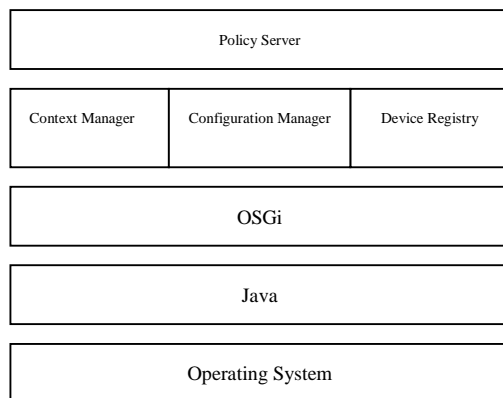 Policy Server
Context Manager
Configuration Manager
Device Registry
OSGi
Java
Operating System